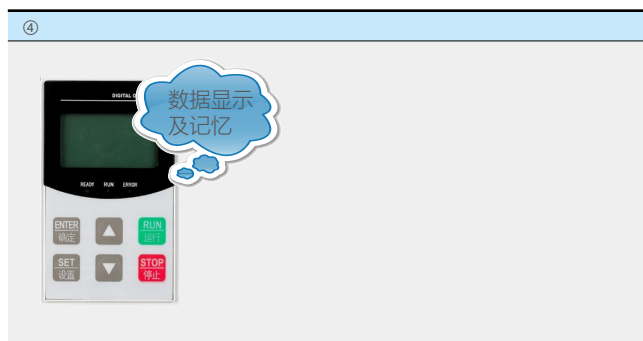 ④
DIGITAL
数据显示
及记忆
READY RUN ERROR
ENTER
确定
RUN
运行
SET
设置
STOP
停止